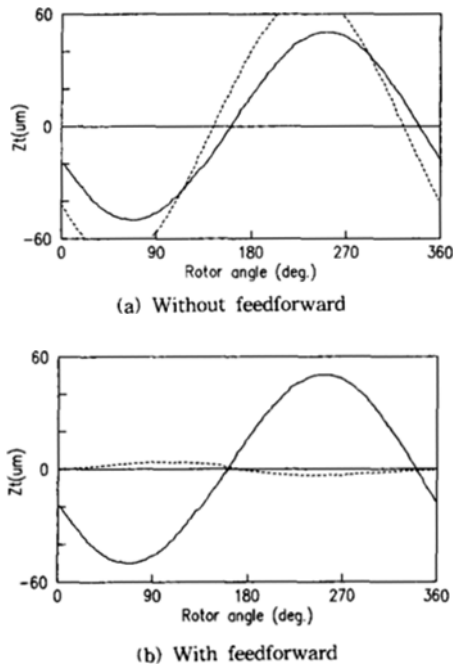 60
Zt(um)
0
-60
0 90 180 270 360
Rotor angle (deg.)
(a) Without feedforward
60
Zt(um)
0
-60
0 90 180 270 360
Rotor angle (deg.)
(b) With feedforward